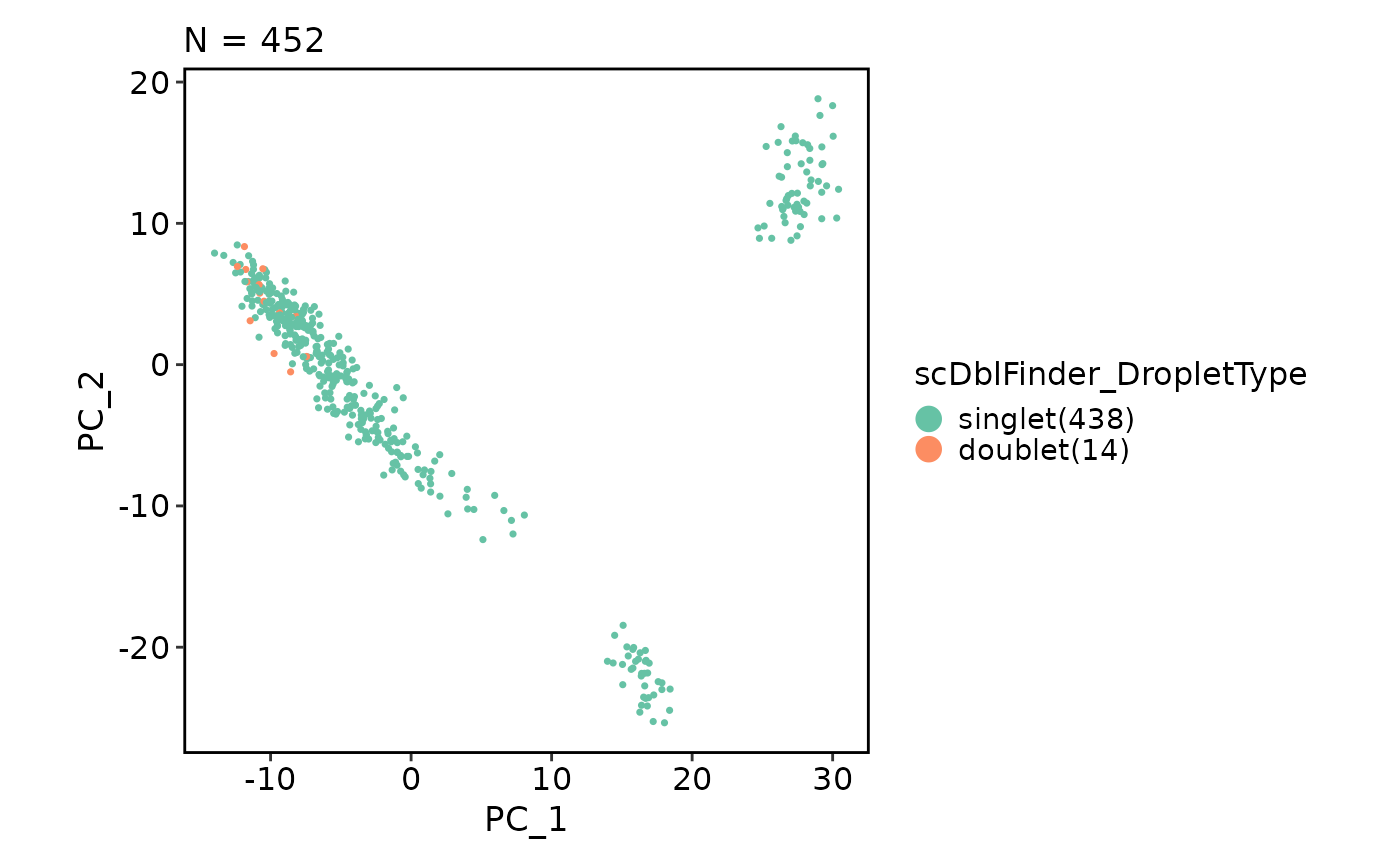 N = 452
20
10
0
-10
-20
PC_2
-10 0 10 20 30
PC_1
scDblFinder_DropletType
singlet(438)
doublet(14)